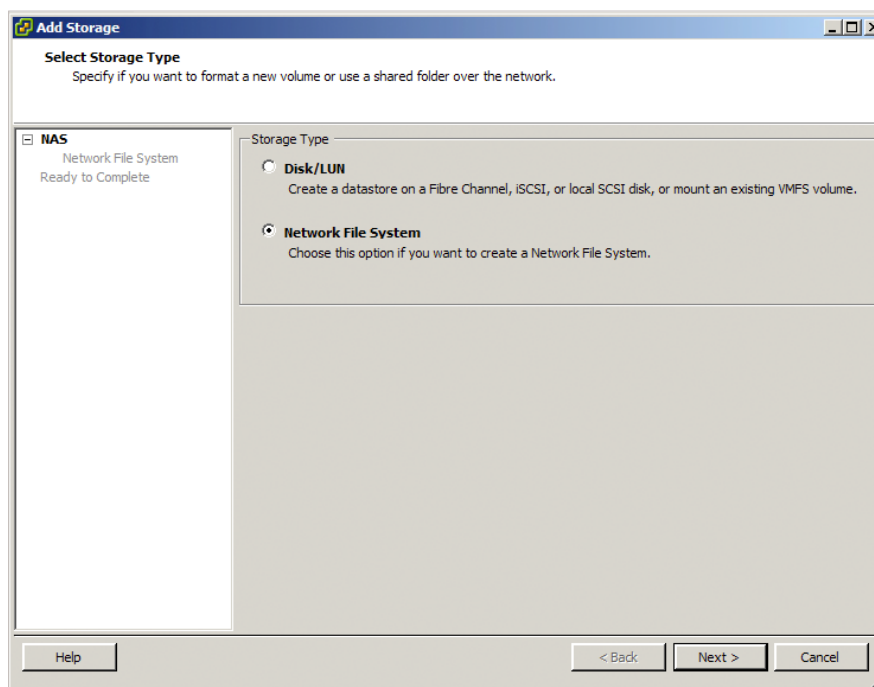 Add Storage
Select Storage Type
Specify if you want to format a new volume or use a shared folder over the network.
NAS
Network File System
Ready to Complete
Storage Type
Disk/LUN
Create a datastore on a Fibre Channel, iSCSI, or local SCSI disk, or mount an existing VMFS volume.
Network File System
Choose this option if you want to create a Network File System.
Help
< Back
Next >
Cancel